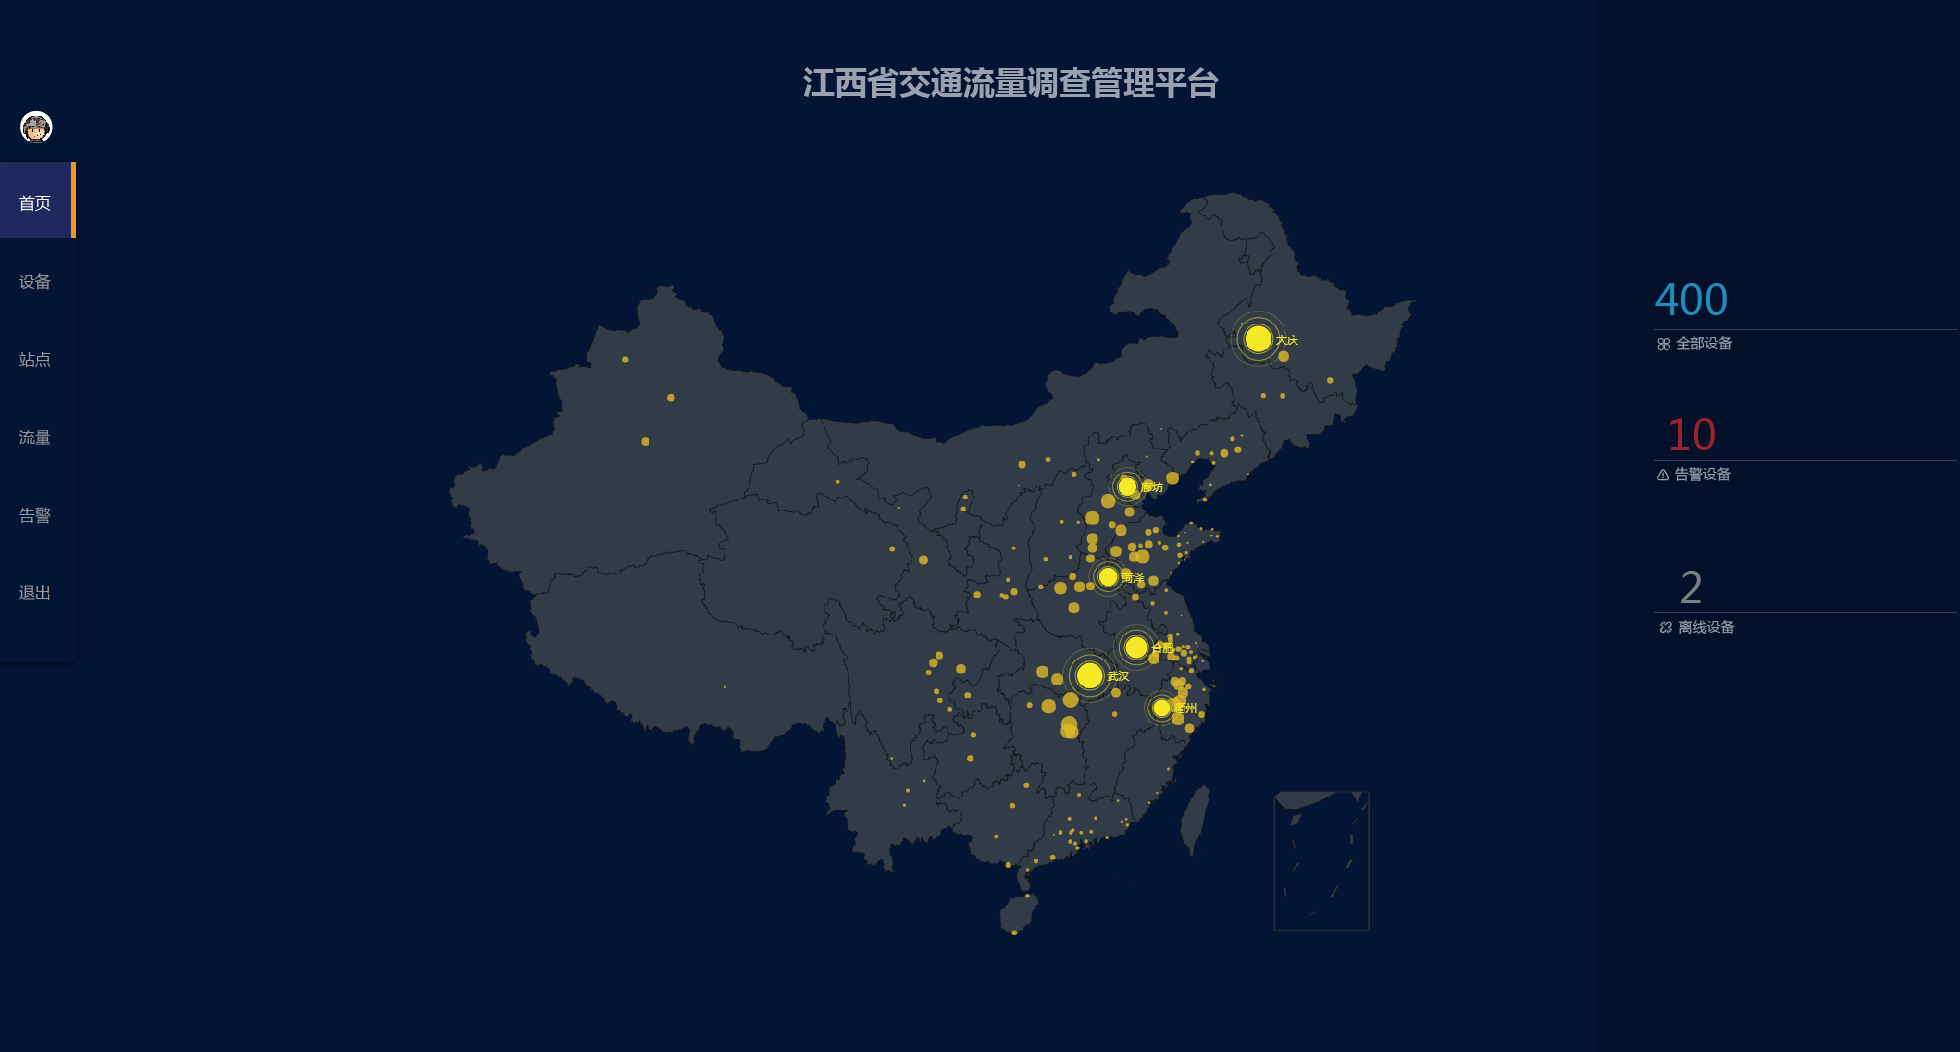 江西省交通流量调查管理平台
首页
设备
站点
流量
告警
退出
大庆
廊坊
菏泽
合肥
武汉
衢州
400
全部设备
10
告警设备
2
离线设备